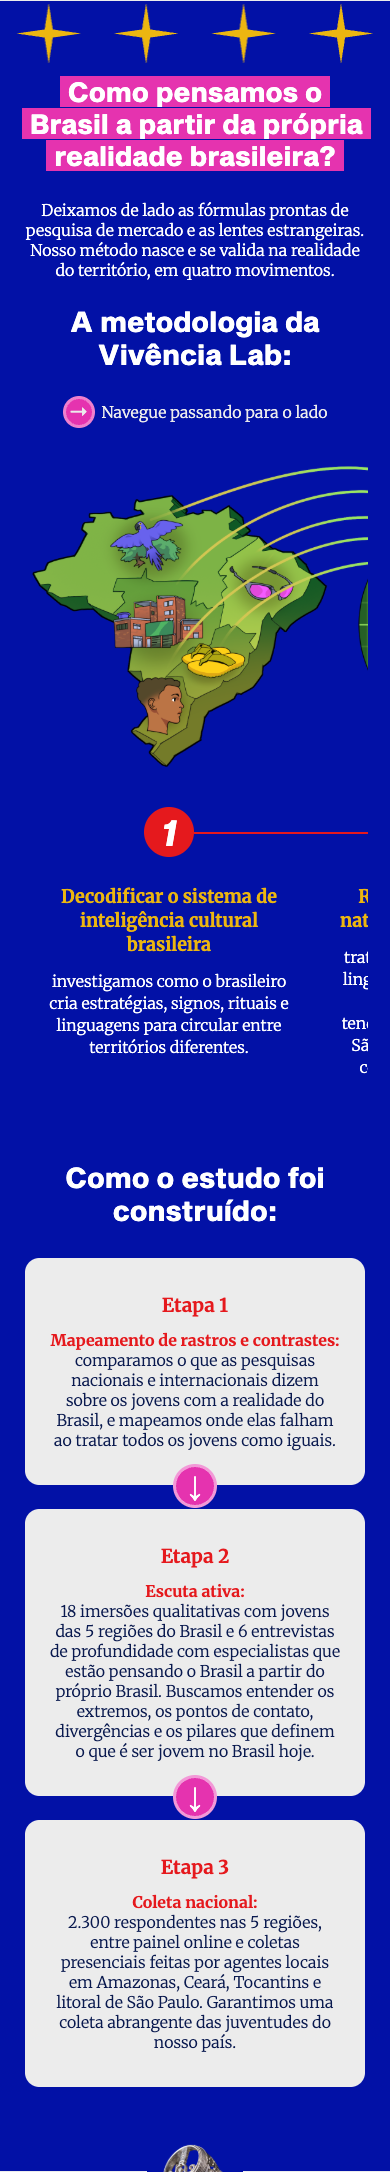 Como pensamos o
Brasil a partir da própria
realidade brasileira?
Deixamos de lado as fórmulas prontas de
pesquisa de mercado e as lentes estrangeiras.
Nosso método nasce e se valida na realidade
do território, em quatro movimentos.
A metodologia da
Vivência Lab:
Navegue passando para o lado
1
Decodificar o sistema de
inteligência cultural
brasileira
investigamos como o brasileiro
cria estratégias, signos, rituais e
linguagens para circular entre
territórios diferentes.
Como o estudo foi
construído:
Etapa 1
Mapeamento de rastros e contrastes:
comparamos o que as pesquisas
nacionais e internacionais dizem
sobre os jovens com a realidade do
Brasil, e mapeamos onde elas falham
ao tratar todos os jovens como iguais.
Etapa 2
Escuta ativa:
18 imersões qualitativas com jovens
das 5 regiões do Brasil e 6 entrevistas
de profundidade com especialistas que
estão pensando o Brasil a partir do
próprio Brasil. Buscamos entender os
extremos, os pontos de contato,
divergências e os pilares que definem
o que é ser jovem no Brasil hoje.
Etapa 3
Coleta nacional:
2.300 respondentes nas 5 regiões,
entre painel online e coletas
presenciais feitas por agentes locais
em Amazonas, Ceará, Tocantins e
litoral de São Paulo. Garantimos uma
coleta abrangente das juventudes do
nosso país.